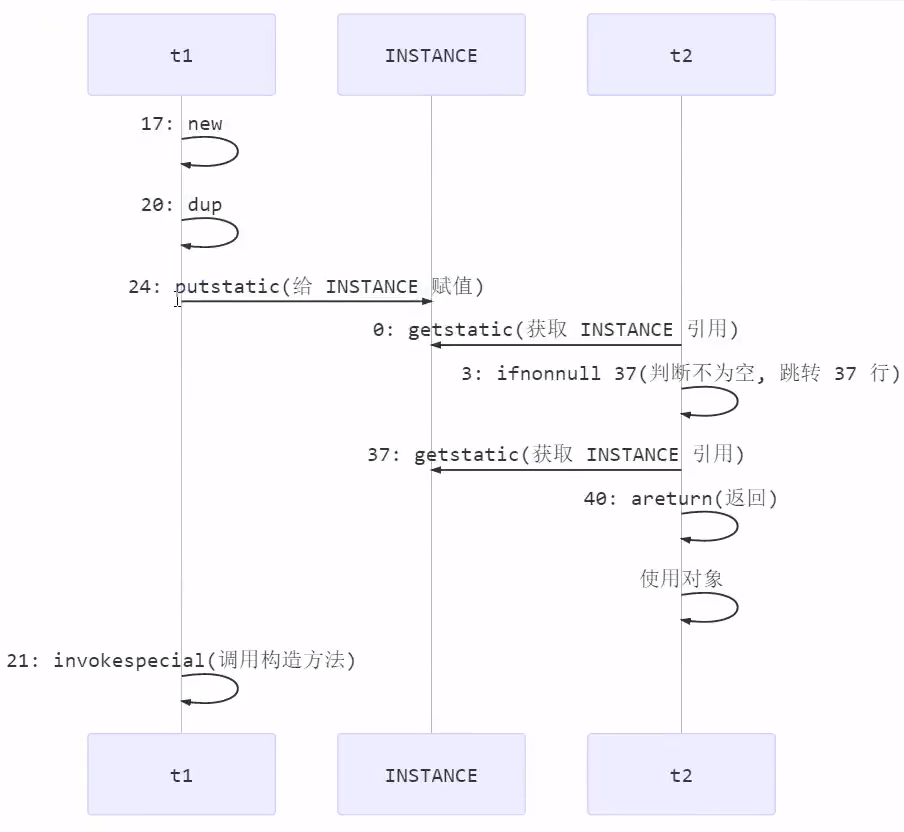 t1
INSTANCE
t2
17: new
20: dup
24: putstatic(给 INSTANCE 赋值)
0: getstatic(获取 INSTANCE 引用)
3: ifnonnull 37(判断不为空, 跳转 37 行)
37: getstatic(获取 INSTANCE 引用)
40: areturn(返回)
使用对象
21: invokespecial(调用构造方法)
t1
INSTANCE
t2